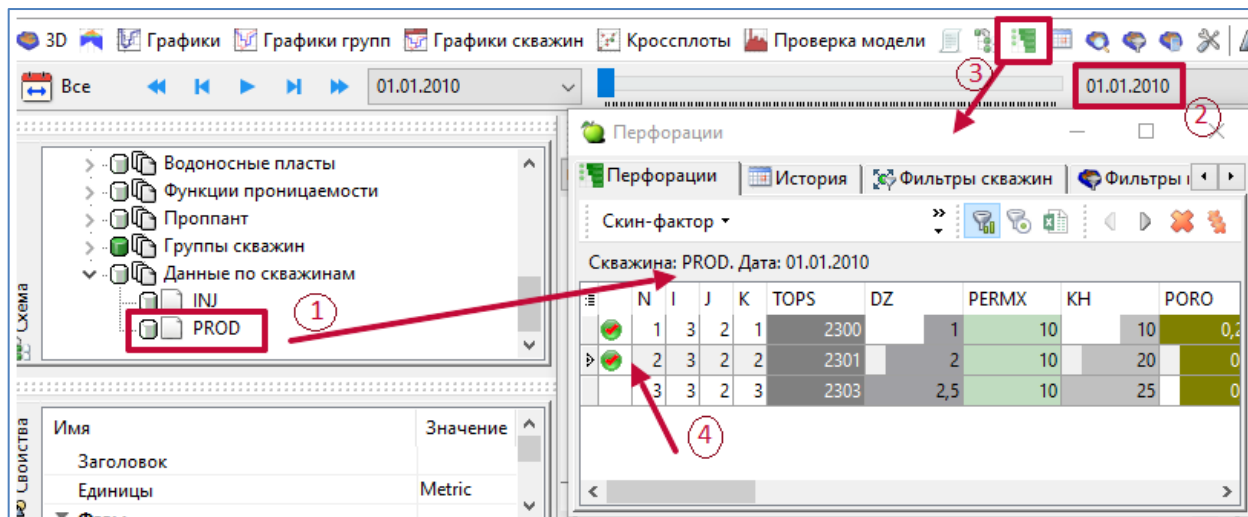 3D Графики Графики групп Графики скважин Кроссплоты Проверка модели
3
Все 01.01.2010 01.01.2010
2
Водоносные пласты
Функции проницаемости
Проппант
Группы скважин
Данные по скважинам
INJ
PROD
1
Схема
Перфорации
Перфорации История Фильтры скважин Фильтры
Скин-фактор
Скважина: PROD. Дата: 01.01.2010
N I J K TOPS DZ PERMX KH PORO
1 3 2 1 2300 1 10 10 0,2
2 3 2 2 2301 2 10 20 0
3 3 2 3 2303 2,5 10 25 0
4
Свойства
Имя Значение
Заголовок
Единицы Metric